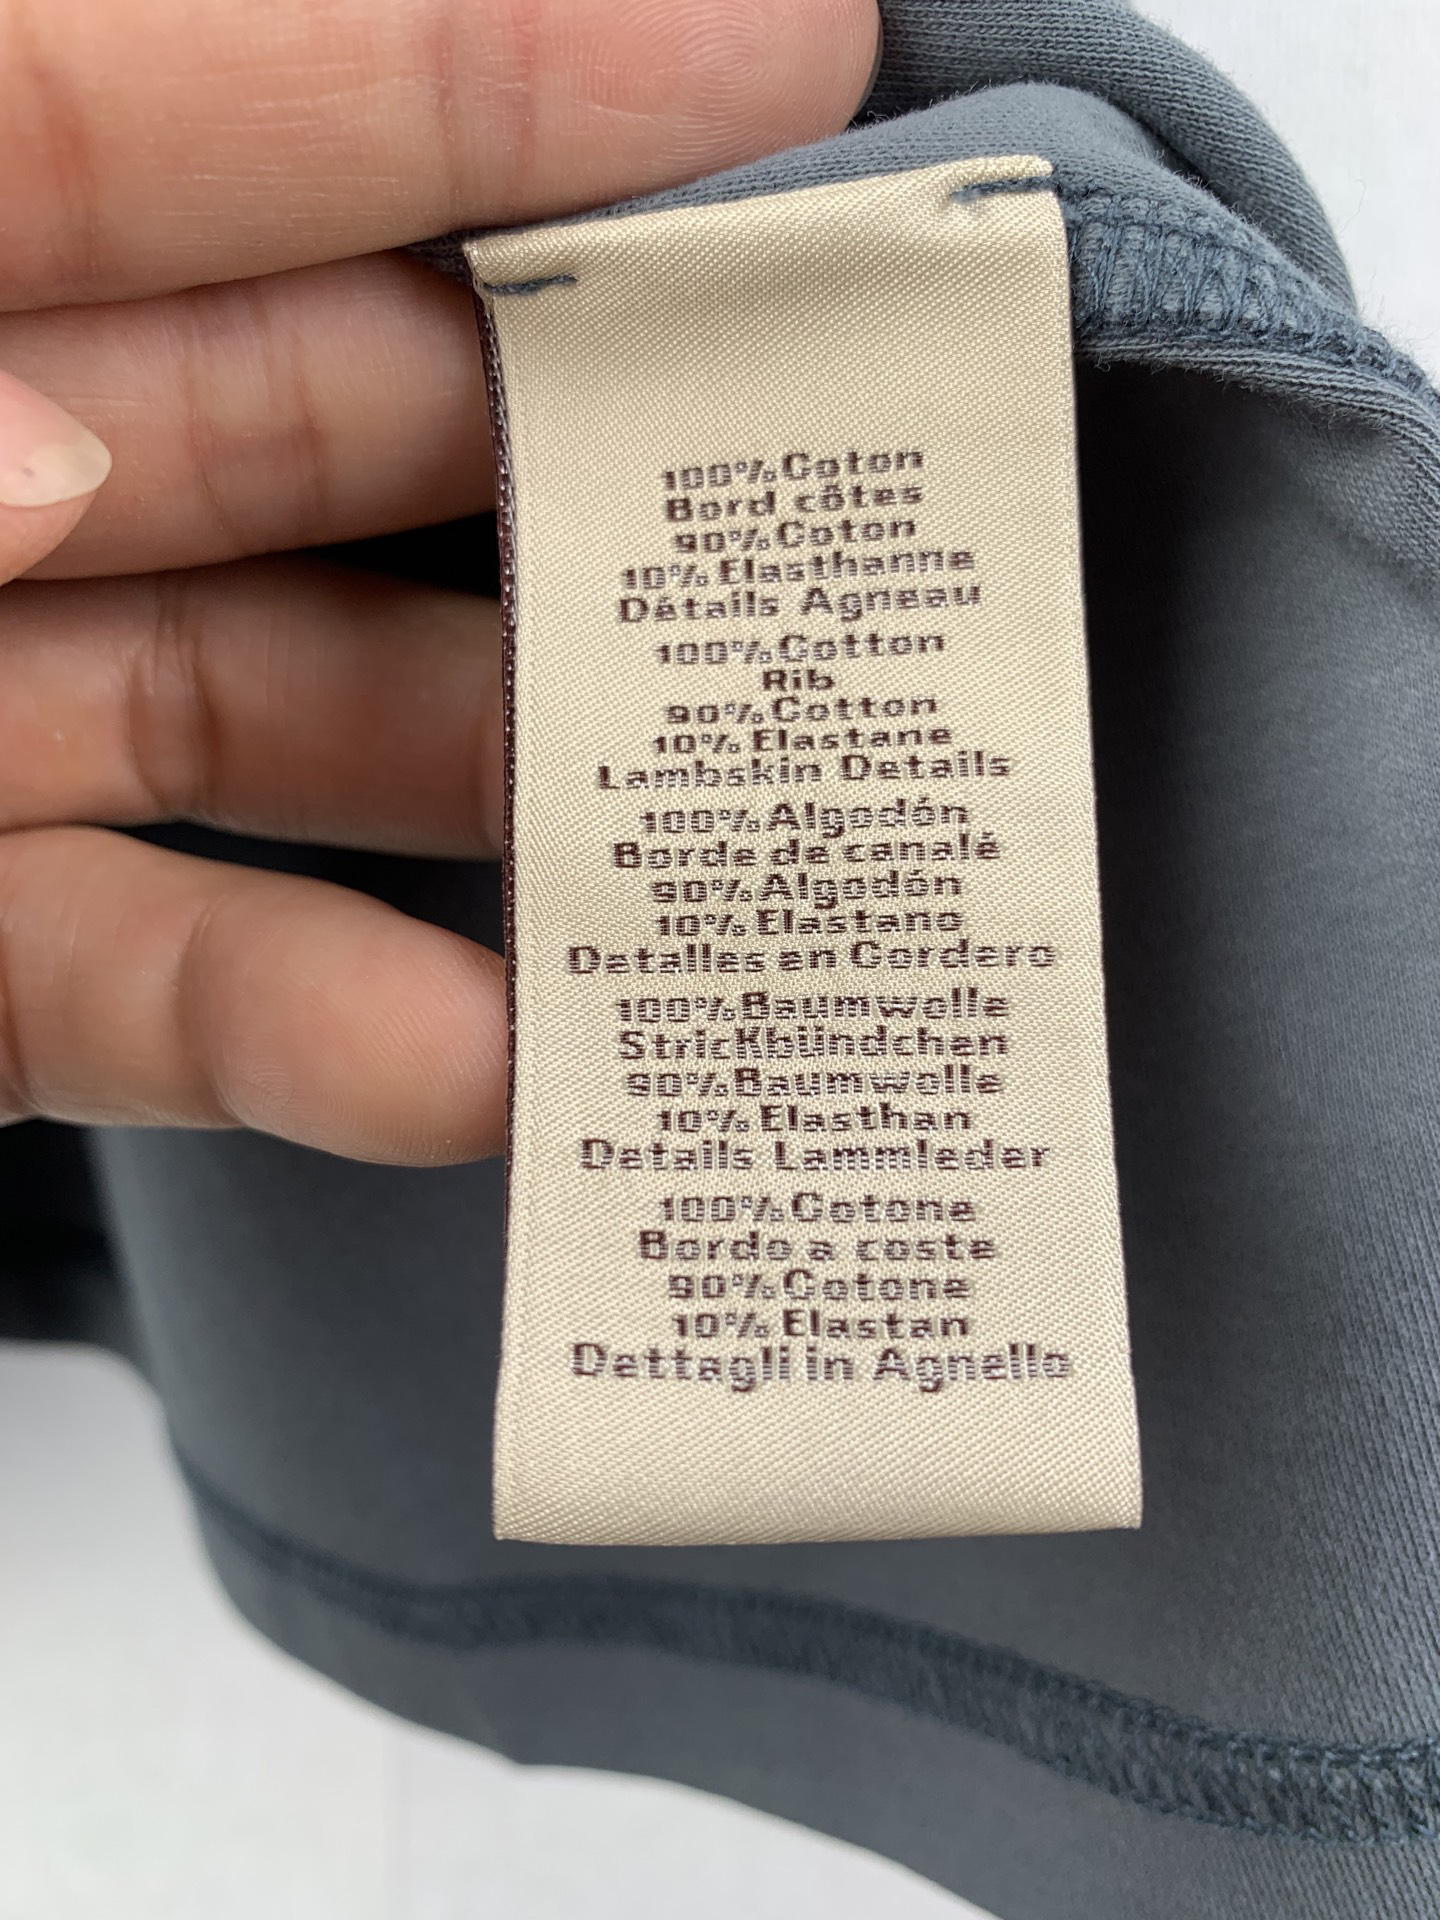 100% Coton
Bord côtes
90% Coton
10% Elasthanne
Détails Agneau
100% Cotton
Rib
90% Cotton
10% Elastane
Lambskin Details
100% Algodón
Borde de canalé
90% Algodón
10% Elastano
Detalles en Cordero
100% Baumwolle
Strickbündchen
90% Baumwolle
10% Elasthan
Details Lammleder
100% Cotone
Bordo a coste
90% Cotone
10% Elastan
Dettagli in Agnello